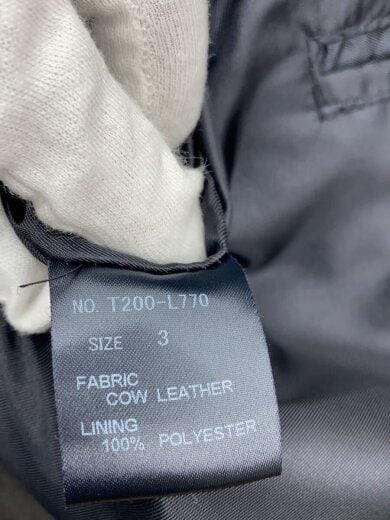 NO. T200-L770
SIZE 3
FABRIC
COW LEATHER
LINING
100% POLYESTER